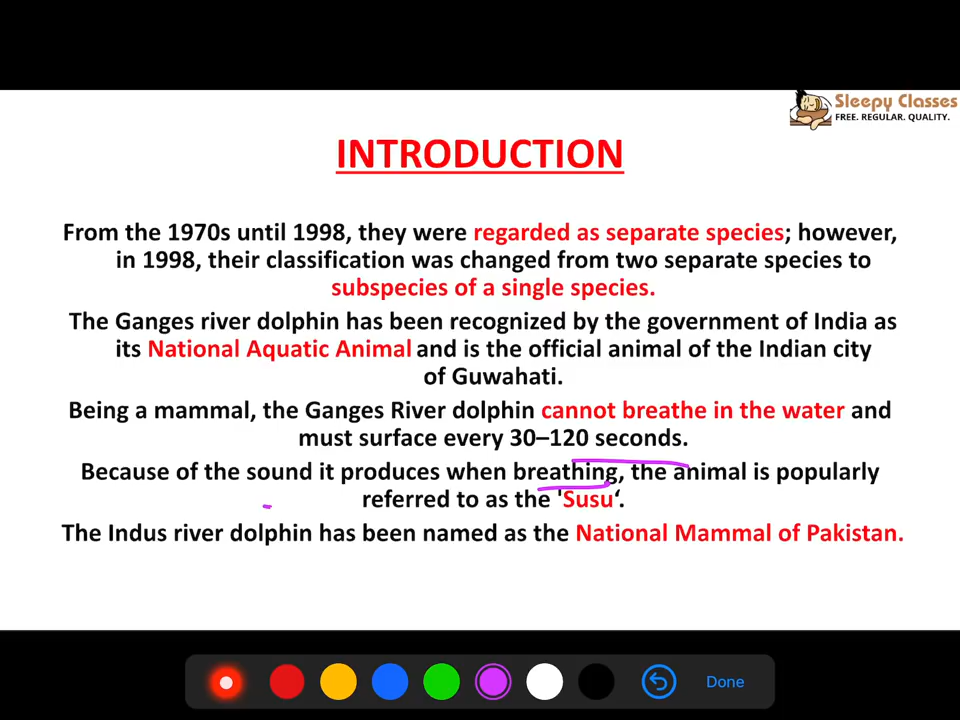 Sleepy Classes
FREE. REGULAR. QUALITY.
INTRODUCTION
From the 1970s until 1998, they were regarded as separate species; however,
in 1998, their classification was changed from two separate species to
subspecies of a single species.
The Ganges river dolphin has been recognized by the government of India as
its National Aquatic Animal and is the official animal of the Indian city
of Guwahati.
Being a mammal, the Ganges River dolphin cannot breathe in the water and
must surface every 30–120 seconds.
Because of the sound it produces when breathing, the animal is popularly
referred to as the 'Susu‘.
The Indus river dolphin has been named as the National Mammal of Pakistan.
Done